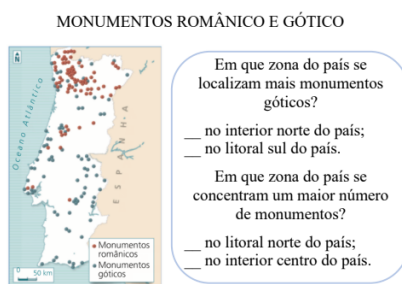 MONUMENTOS ROMÂNICO E GÓTICO
N
Oceano Atlântico
ESPANHA
Monumentos
românicos
Monumentos
góticos
0 50 km
Em que zona do país se
localizam mais monumentos
góticos?
__ no interior norte do país;
__ no litoral sul do país.
Em que zona do país se
concentram um maior número
de monumentos?
__ no litoral norte do país;
__ no interior centro do país.